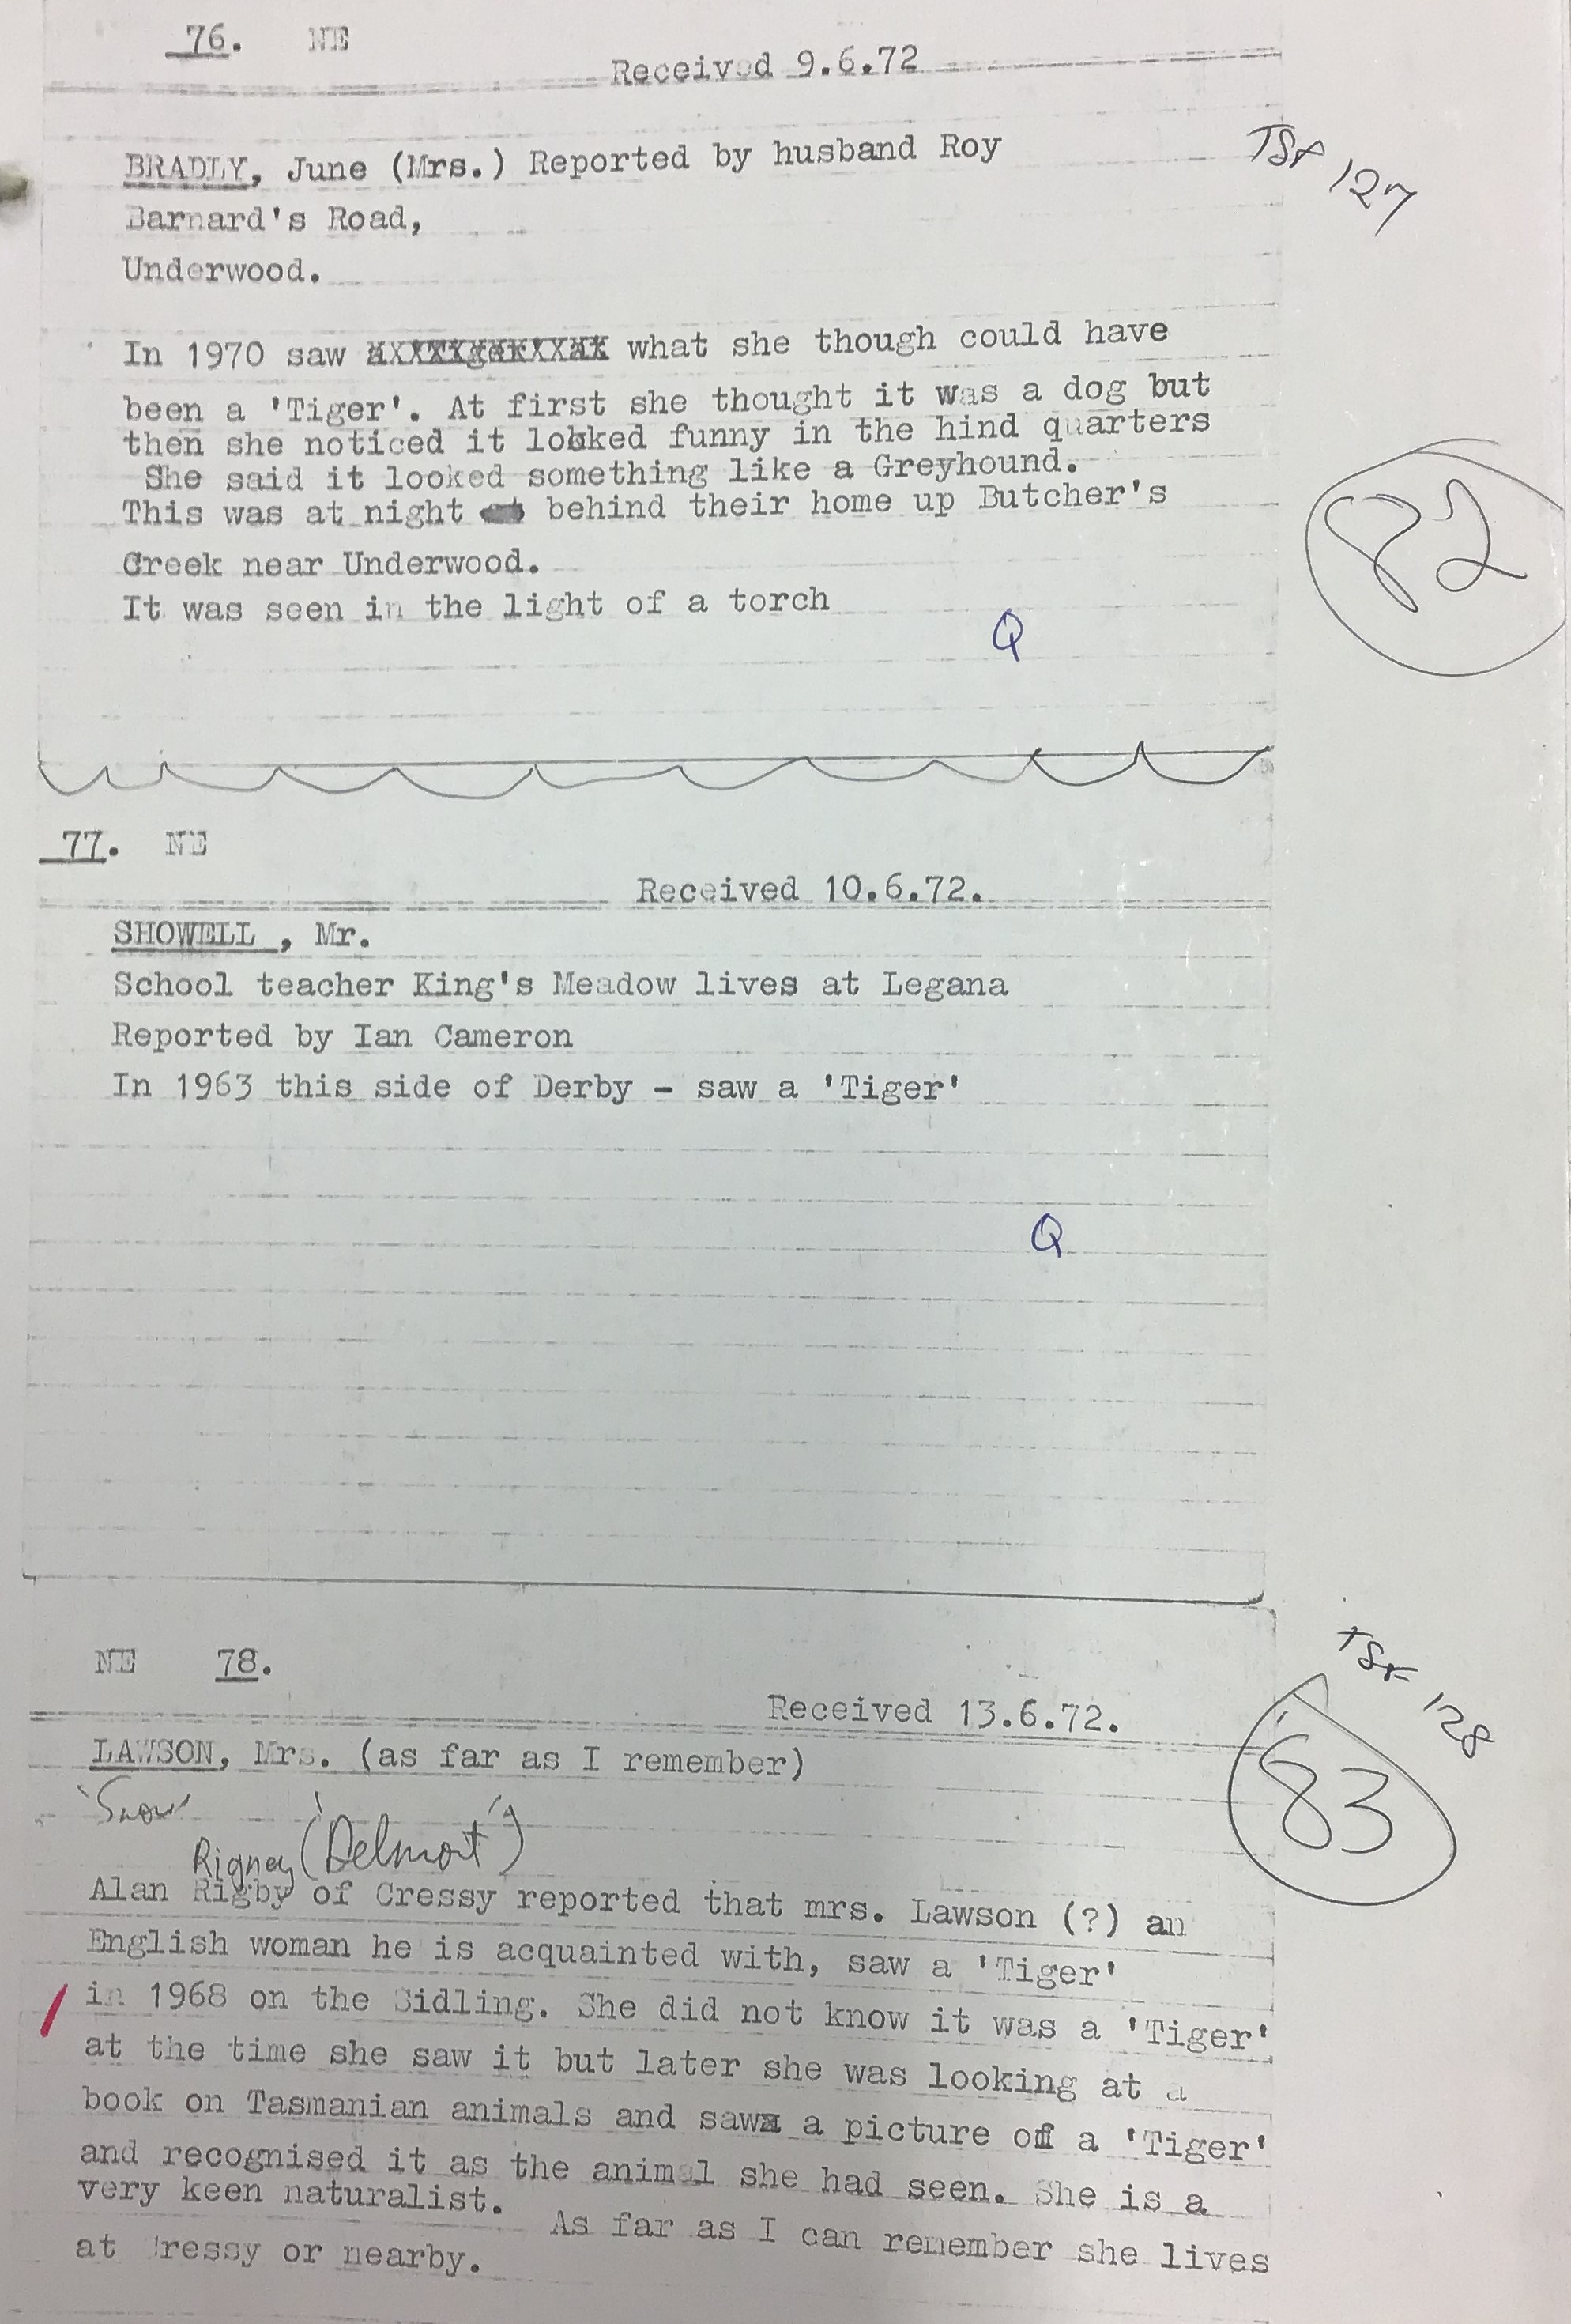 76. NE
Received 9.6.72
BRADLY, June (Mrs.) Reported by husband Roy
TSF 127
Barnard's Road,
Underwood.
In 1970 saw what she though could have
been a 'Tiger'. At first she thought it was a dog but
then she noticed it looked funny in the hind quarters
She said it looked something like a Greyhound.
This was at night behind their home up Butcher's
82
Creek near Underwood.
It was seen in the light of a torch
Q
77. NE
Received 10.6.72.
SHOWELL , Mr.
School teacher King's Meadow lives at Legana
Reported by Ian Cameron
In 1963 this side of Derby - saw a 'Tiger'
Q
NE 78.
TSF 128
Received 13.6.72.
LAWSON, Mrs. (as far as I remember)
83
'Snow'
Rigney ('Delmont')
Alan Rigby of Cressy reported that mrs. Lawson (?) an
English woman he is acquainted with, saw a 'Tiger'
in 1968 on the Sidling. She did not know it was a 'Tiger'
at the time she saw it but later she was looking at a
book on Tasmanian animals and saw a picture of a 'Tiger'
and recognised it as the animal she had seen. She is a
very keen naturalist. As far as I can remember she lives
at Cressy or nearby.